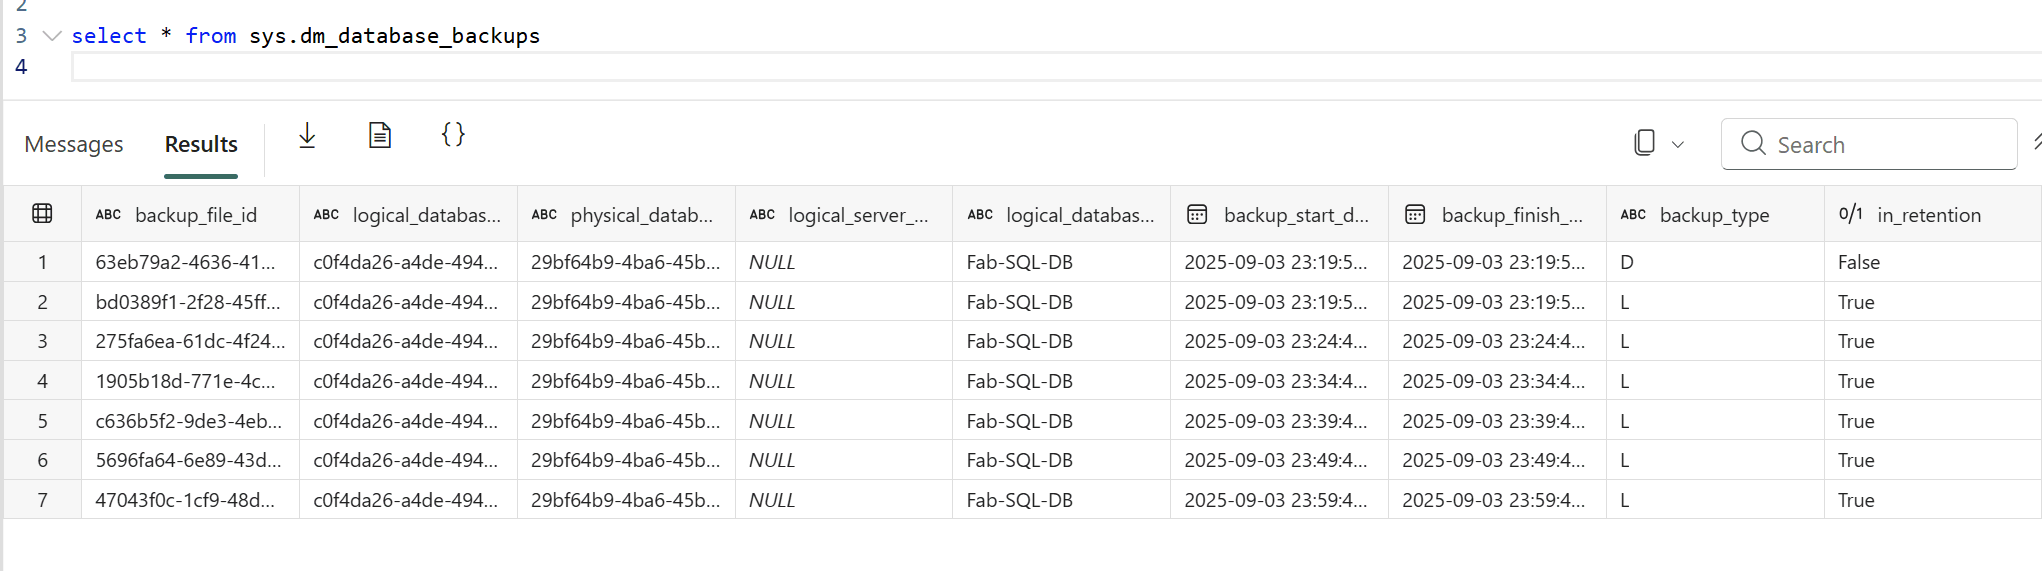 2
3 select * from sys.dm_database_backups
4
Messages Results {} Search
ABC backup_file_id ABC logical_databas... ABC physical_datab... ABC logical_server_... ABC logical_databas... backup_start_d... backup_finish_... ABC backup_type 0/1 in_retention
1 63eb79a2-4636-41... c0f4da26-a4de-494... 29bf64b9-4ba6-45b... NULL Fab-SQL-DB 2025-09-03 23:19:5... 2025-09-03 23:19:5... D False
2 bd0389f1-2f28-45ff... c0f4da26-a4de-494... 29bf64b9-4ba6-45b... NULL Fab-SQL-DB 2025-09-03 23:19:5... 2025-09-03 23:19:5... L True
3 275fa6ea-61dc-4f24... c0f4da26-a4de-494... 29bf64b9-4ba6-45b... NULL Fab-SQL-DB 2025-09-03 23:24:4... 2025-09-03 23:24:4... L True
4 1905b18d-771e-4c... c0f4da26-a4de-494... 29bf64b9-4ba6-45b... NULL Fab-SQL-DB 2025-09-03 23:34:4... 2025-09-03 23:34:4... L True
5 c636b5f2-9de3-4eb... c0f4da26-a4de-494... 29bf64b9-4ba6-45b... NULL Fab-SQL-DB 2025-09-03 23:39:4... 2025-09-03 23:39:4... L True
6 5696fa64-6e89-43d... c0f4da26-a4de-494... 29bf64b9-4ba6-45b... NULL Fab-SQL-DB 2025-09-03 23:49:4... 2025-09-03 23:49:4... L True
7 47043f0c-1cf9-48d... c0f4da26-a4de-494... 29bf64b9-4ba6-45b... NULL Fab-SQL-DB 2025-09-03 23:59:4... 2025-09-03 23:59:4... L True